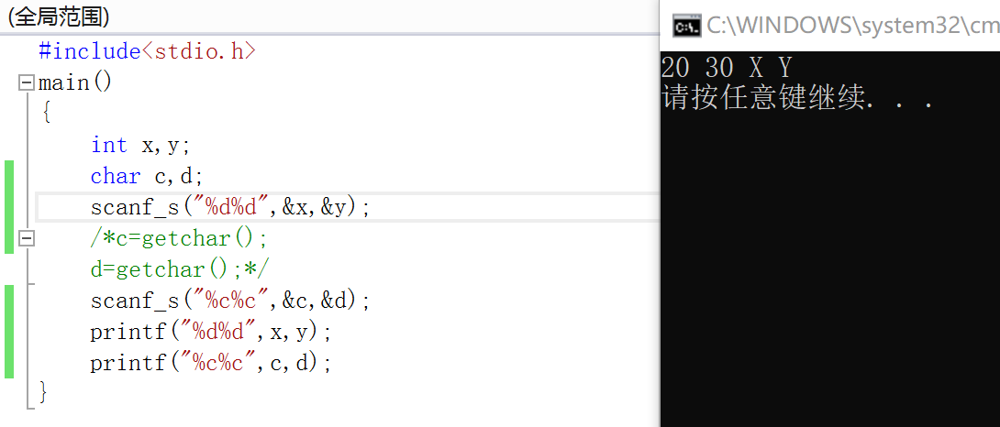 (全局范围)
#include<stdio.h>
main()
{
int x,y;
char c,d;
scanf_s("%d%d",&x,&y);
/*c=getchar();
d=getchar();*/
scanf_s("%c%c",&c,&d);
printf("%d%d",x,y);
printf("%c%c",c,d);
}
C:\WINDOWS\system32\cm
20 30 X Y
请按任意键继续. . .